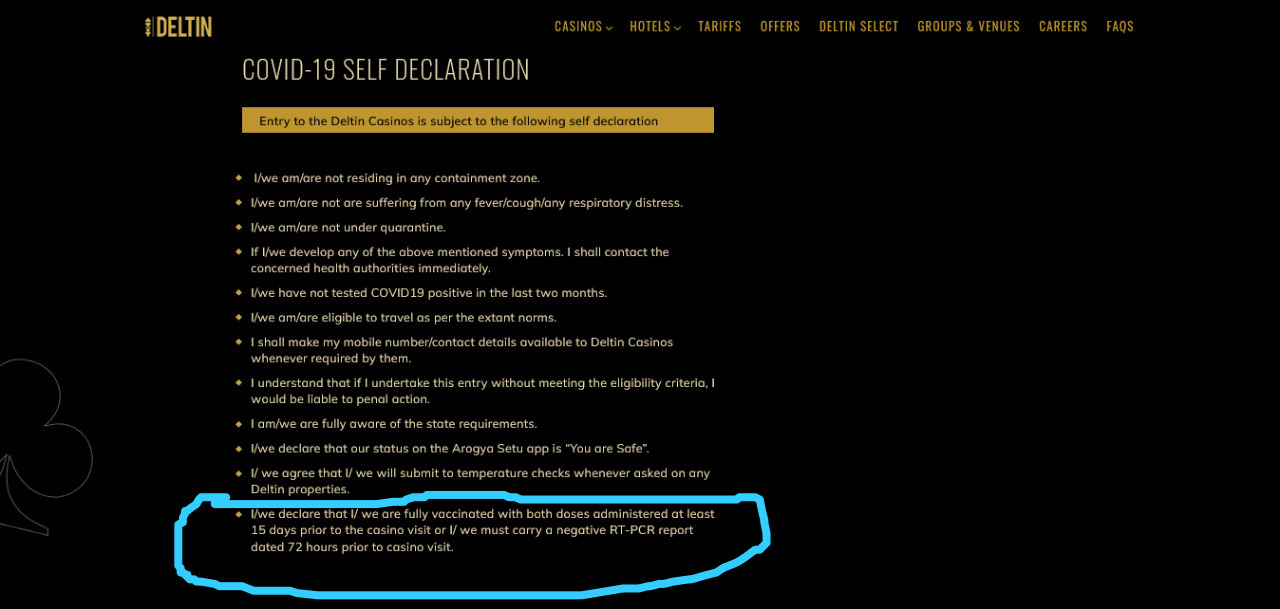 DELTIN
CASINOS HOTELS TARIFFS OFFERS DELTIN SELECT GROUPS & VENUES CAREERS FAQS
COVID-19 SELF DECLARATION
Entry to the Deltin Casinos is subject to the following self declaration
I/we am/are not residing in any containment zone.
I/we am/are not are suffering from any fever/cough/any respiratory distress.
I/we am/are not under quarantine.
If I/we develop any of the above mentioned symptoms. I shall contact the
concerned health authorities immediately.
I/we have not tested COVID19 positive in the last two months.
I/we am/are eligible to travel as per the extant norms.
I shall make my mobile number/contact details available to Deltin Casinos
whenever required by them.
I understand that if I undertake this entry without meeting the eligibility criteria, I
would be liable to penal action.
I am/we are fully aware of the state requirements.
I/we declare that our status on the Arogya Setu app is “You are Safe”.
I/ we agree that I/ we will submit to temperature checks whenever asked on any
Deltin properties.
I/we declare that I/ we are fully vaccinated with both doses administered at least
15 days prior to the casino visit or I/ we must carry a negative RT-PCR report
dated 72 hours prior to casino visit.